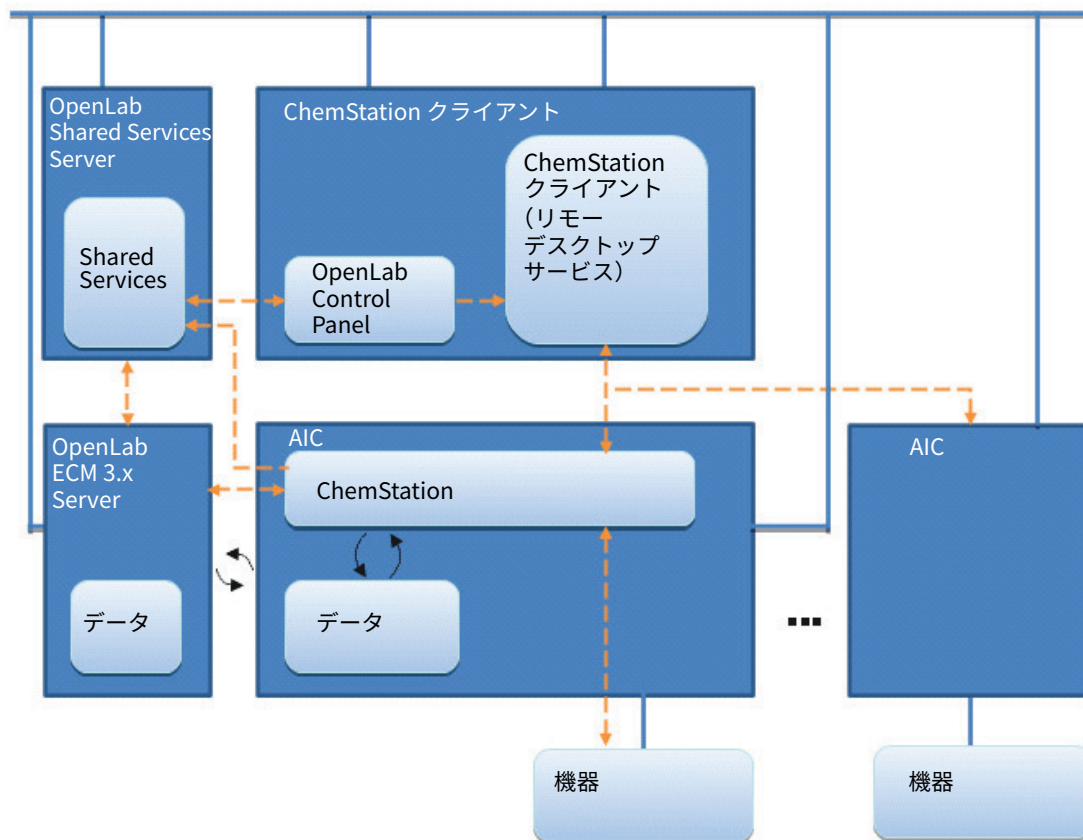 OpenLab
Shared Services
Server
Shared
Services
ChemStation クライアント
OpenLab
Control
Panel
ChemStation
クライアント
（リモー
デスクトップ
サービス）
OpenLab
ECM 3.x
Server
データ
AIC
ChemStation
データ
AIC
機器
機器